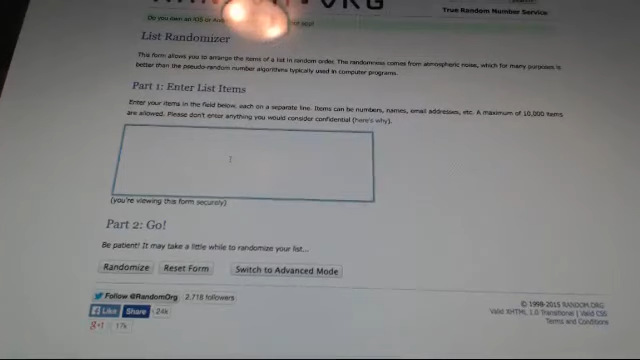 True Random Number Service
Do you own an iOS or
List Randomizer
This form allows you to arrange the items of a list in random order. The randomness comes from atmospheric noise, which for many purposes is
better than the pseudo-random number algorithms typically used in computer programs.
Part 1: Enter List Items
Enter your items in the field below, each on a separate line. Items can be numbers, names, email addresses, etc. A maximum of 10,000 items
are allowed. Please don't enter anything you would consider confidential (here's why).
(you're viewing this form securely)
Part 2: Go!
Be patient! It may take a little while to randomize your list...
Randomize Reset Form Switch to Advanced Mode
Follow @RandomOrg 2,718 followers
Like Share 24k
g+1 17k
© 1998-2015 RANDOM.ORG
Valid XHTML 1.0 Transitional | Valid CSS
Terms and Conditions